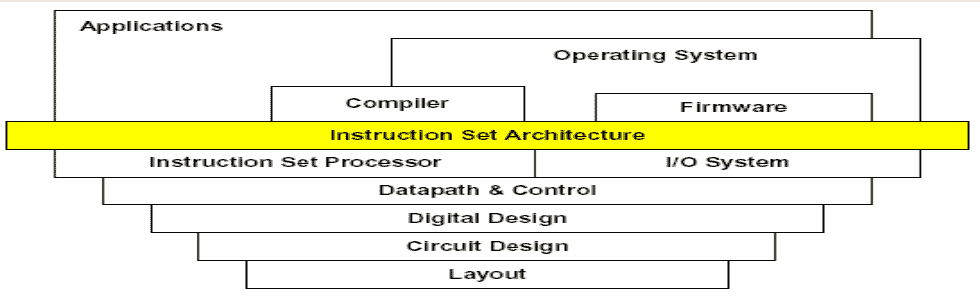 Applications
Operating System
Compiler
Firmware
Instruction Set Architecture
Instruction Set Processor
I/O System
Datapath & Control
Digital Design
Circuit Design
Layout